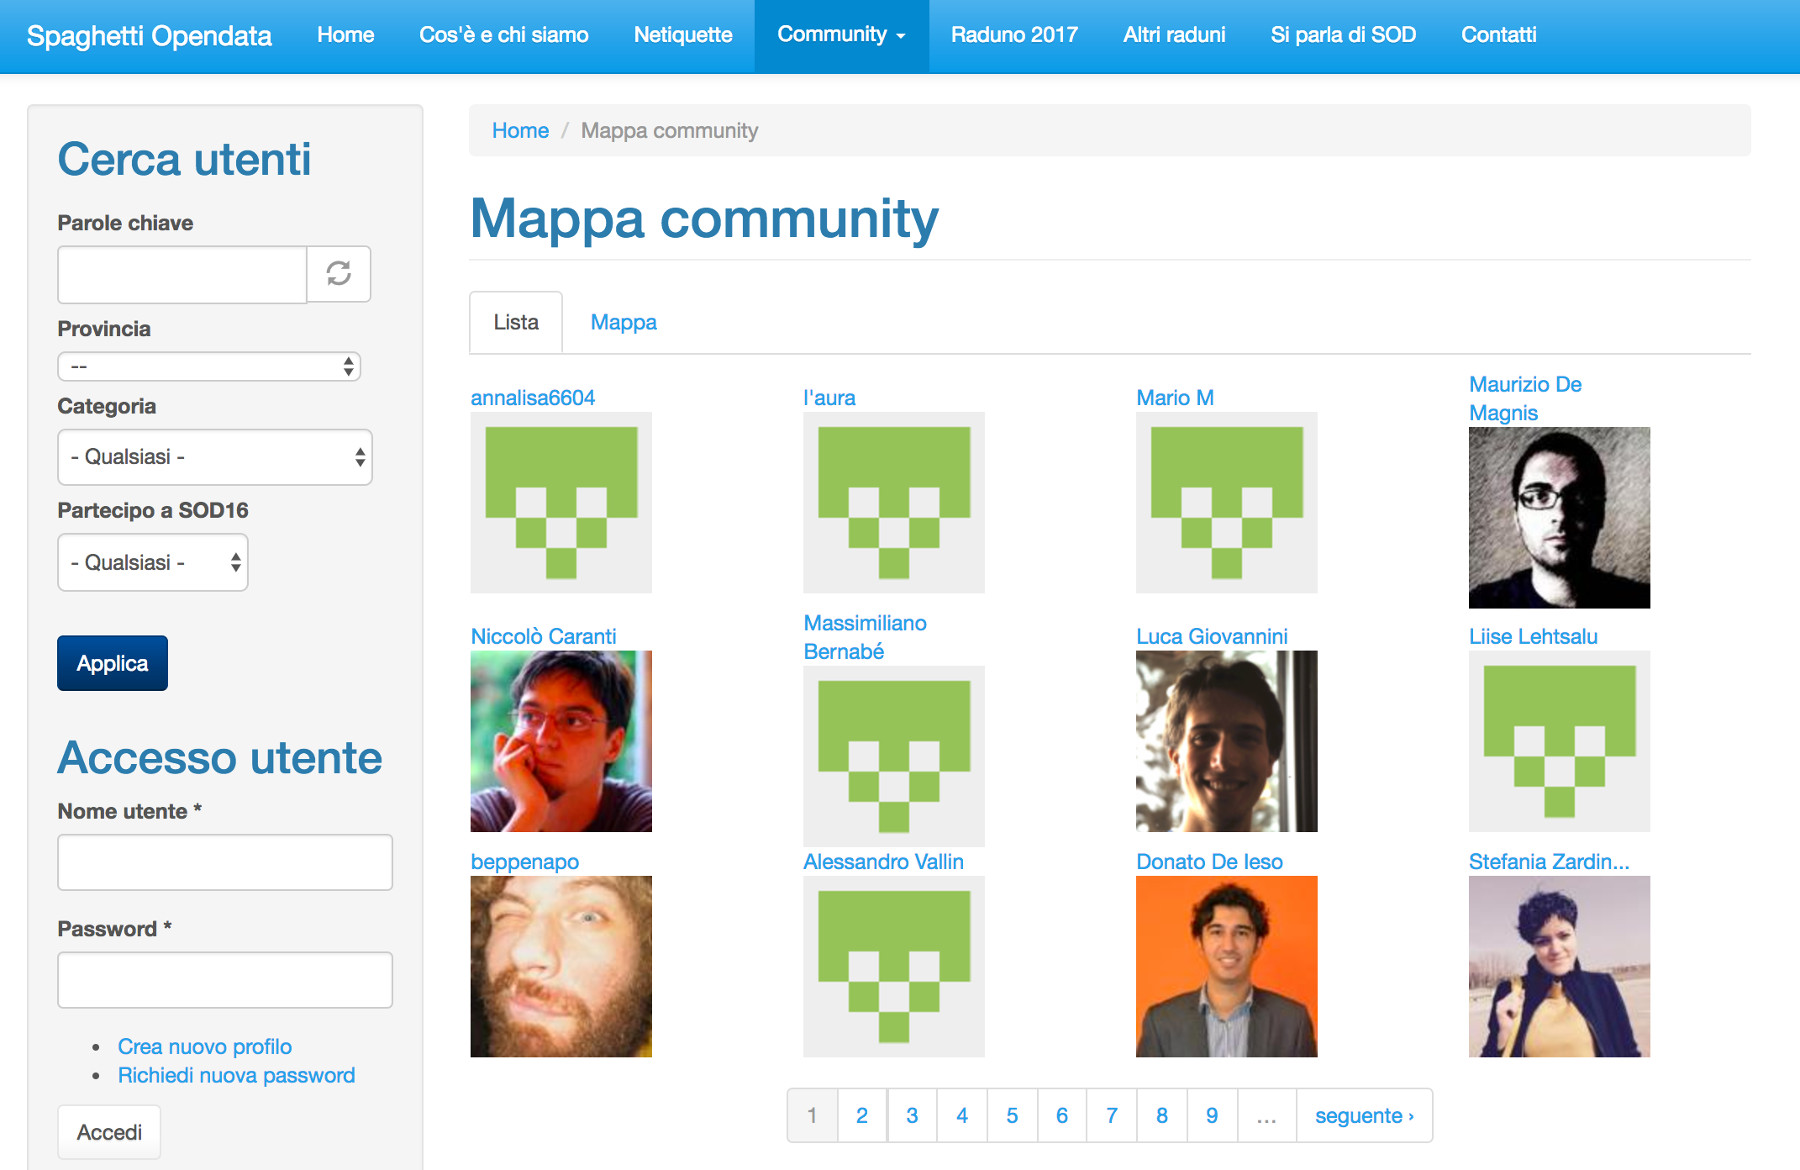 Spaghetti Opendata Home Cos'è e chi siamo Netiquette Community Raduno 2017 Altri raduni Si parla di SOD Contatti
Cerca utenti
Parole chiave
Provincia
--
Categoria
- Qualsiasi -
Partecipo a SOD16
- Qualsiasi -
Applica
Accesso utente
Nome utente *
Password *
Crea nuovo profilo
Richiedi nuova password
Accedi
Home / Mappa community
Mappa community
Lista Mappa
annalisa6604
l'aura
Mario M
Maurizio De
Magnis
Niccolò Caranti
Massimiliano
Bernabé
Luca Giovannini
Liise Lehtsalu
beppenapo
Alessandro Vallin
Donato De Ieso
Stefania Zardin...
1 2 3 4 5 6 7 8 9 ... seguente ›